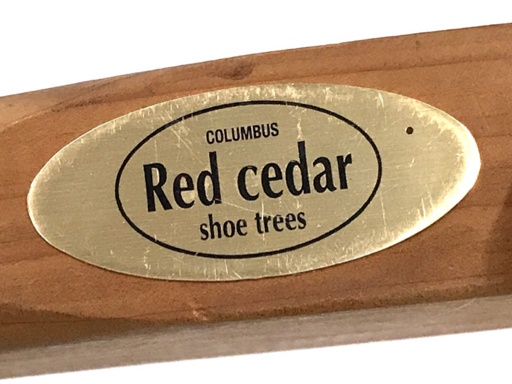 COLUMBUS
Red cedar
shoe trees